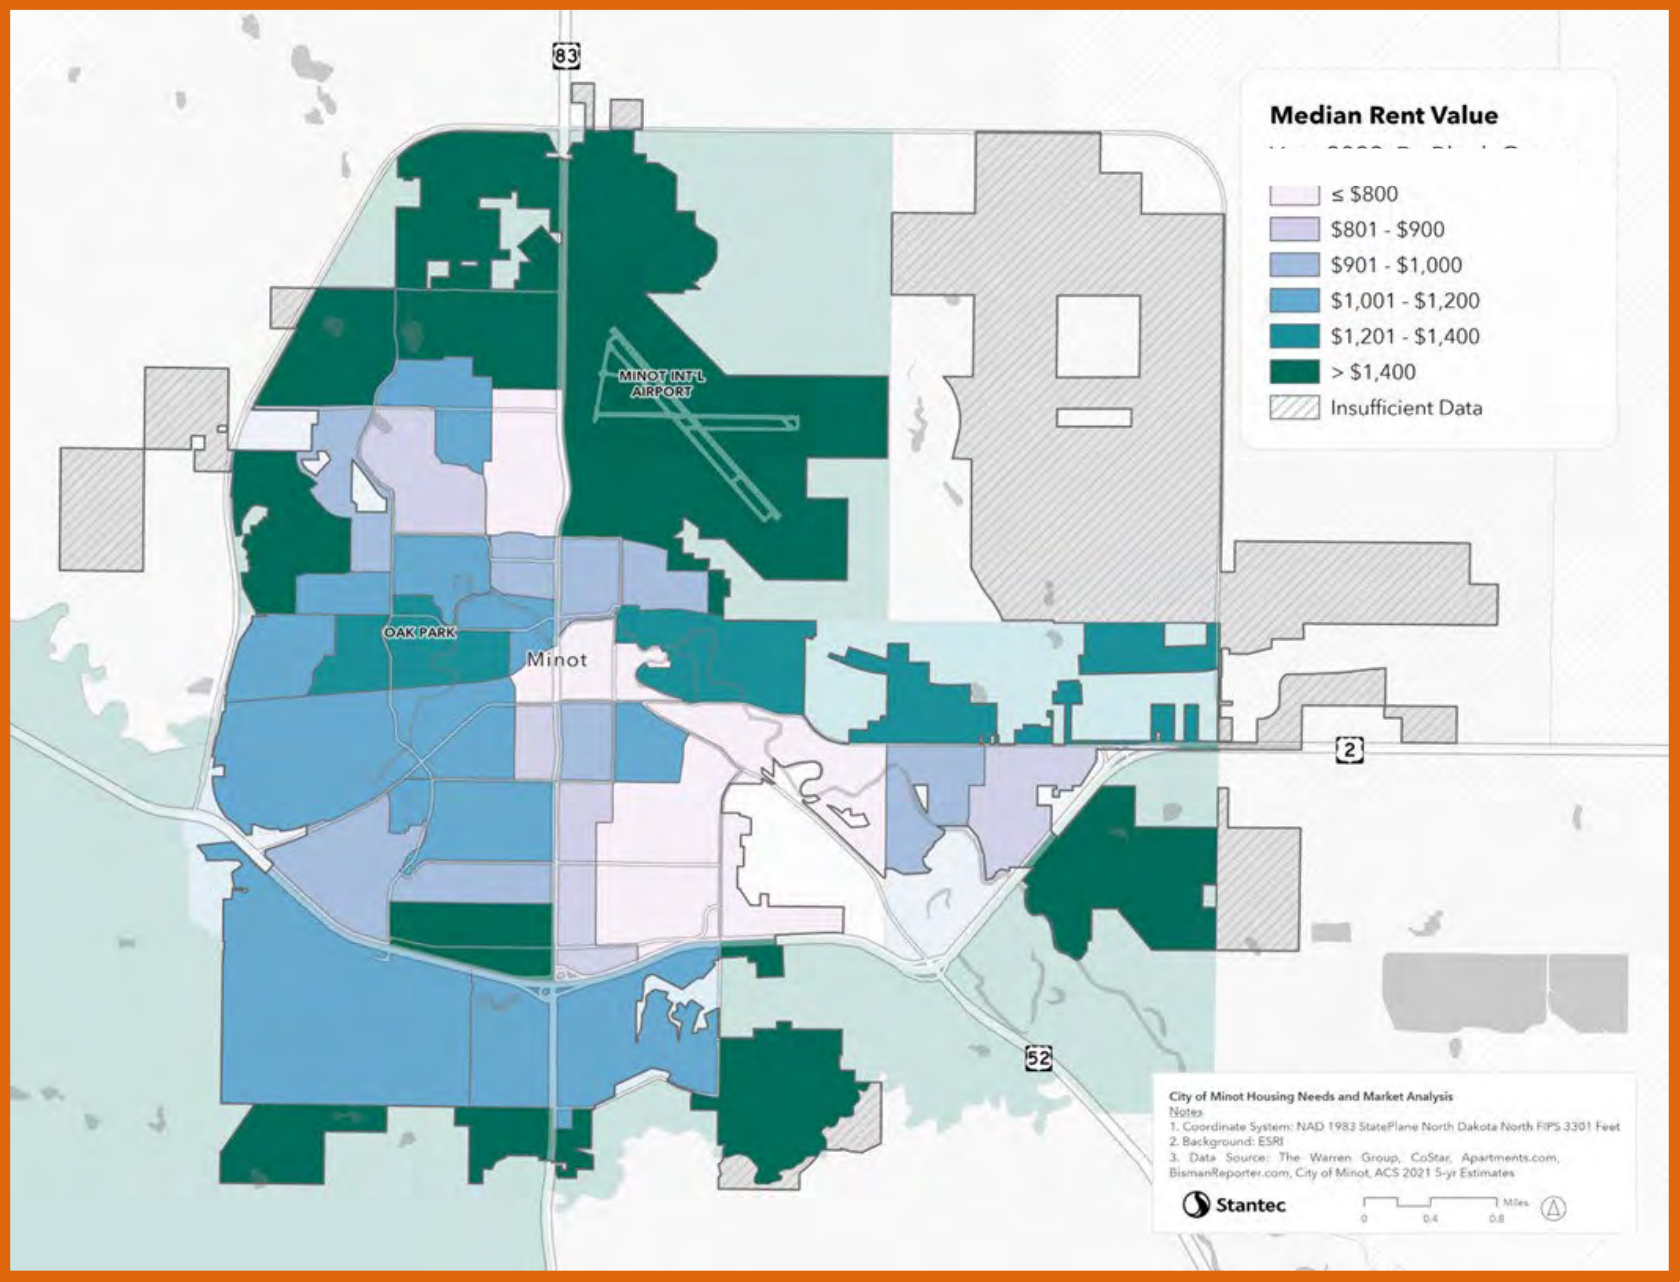 83
Median Rent Value
≤ $800
$801 - $900
$901 - $1,000
$1,001 - $1,200
$1,201 - $1,400
> $1,400
Insufficient Data
MINOT INT'L
AIRPORT
OAK PARK
Minot
2
52
City of Minot Housing Needs and Market Analysis
Notes
1. Coordinate System: NAD 1983 StatePlane North Dakota North FIPS 3301 Feet
2. Background: ESRI
3. Data Source: The Warren Group, CoStar, Apartments.com,
BismanReporter.com, City of Minot, ACS 2021 5-yr Estimates
Stantec
Miles
0 0.4 0.8